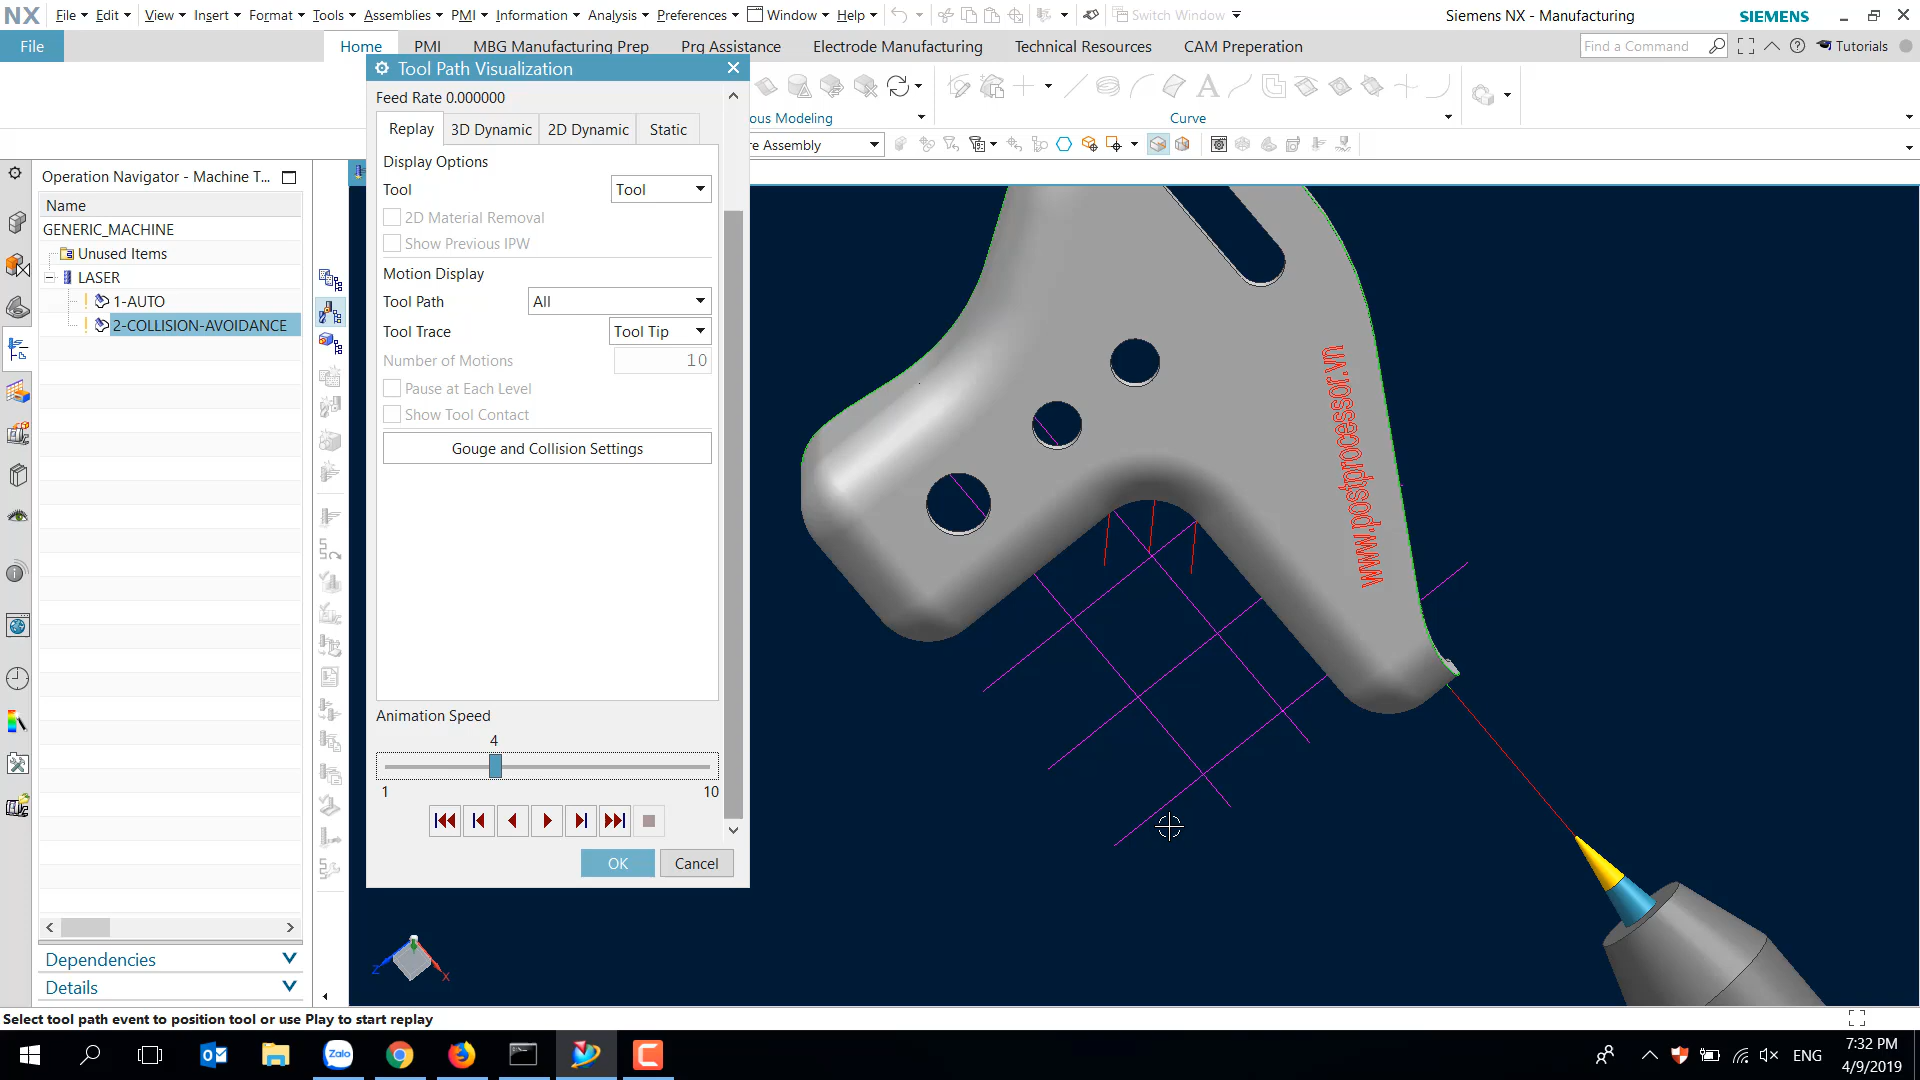 NX File Edit View Insert Format Tools Assemblies PMI Information Analysis Preferences Window Help Switch Window Siemens NX - Manufacturing SIEMENS
File Home PMI MBG Manufacturing Prep Prg Assistance Electrode Manufacturing Technical Resources CAM Preperation Find a Command Tutorials
Tool Path Visualization
Feed Rate 0.000000
Replay 3D Dynamic 2D Dynamic Static
Display Options
Tool Tool
2D Material Removal
Show Previous IPW
Motion Display
Tool Path All
Tool Trace Tool Tip
Number of Motions 10
Pause at Each Level
Show Tool Contact
Gouge and Collision Settings
Animation Speed
4
1 10
OK Cancel
ous Modeling Curve
re Assembly
Operation Navigator - Machine T...
Name
GENERIC_MACHINE
Unused Items
LASER
1-AUTO
2-COLLISION-AVOIDANCE
Dependencies
Details
www.postprocessor.vn
Z X
Select tool path event to position tool or use Play to start replay
Zalo
ENG
7:32 PM
4/9/2019